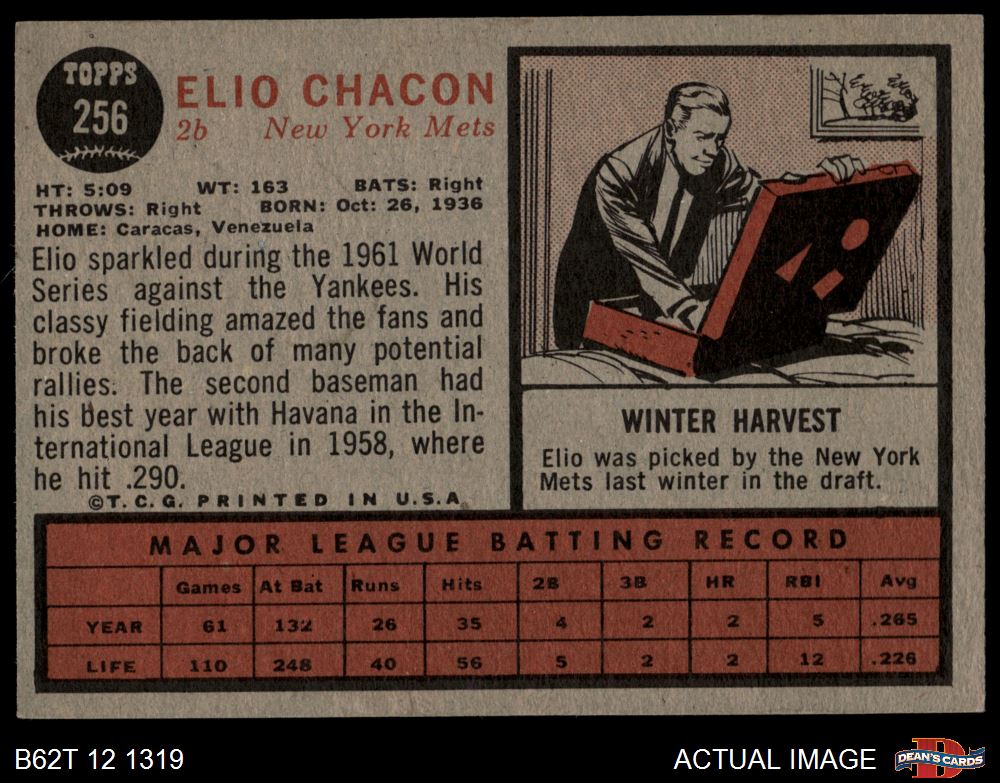 TOPPS
256
ELIO CHACON
2b New York Mets
HT: 5:09 WT: 163 BATS: Right
THROWS: Right BORN: Oct: 26, 1936
HOME: Caracas, Venezuela
Elio sparkled during the 1961 World
Series against the Yankees. His
classy fielding amazed the fans and
broke the back of many potential
rallies. The second baseman had
his best year with Havana in the In-
ternational League in 1958, where
he hit .290.
©T.C.G. PRINTED IN U.S.A.
WINTER HARVEST
Elio was picked by the New York
Mets last winter in the draft.
MAJOR LEAGUE BATTING RECORD
Games At Bat Runs Hits 2B 3B HR RBI Avg
YEAR 61 132 26 35 4 2 2 5 .265
LIFE 110 248 40 56 5 2 2 12 .226
B62T 12 1319
ACTUAL IMAGE
D
DEAN'S CARDS